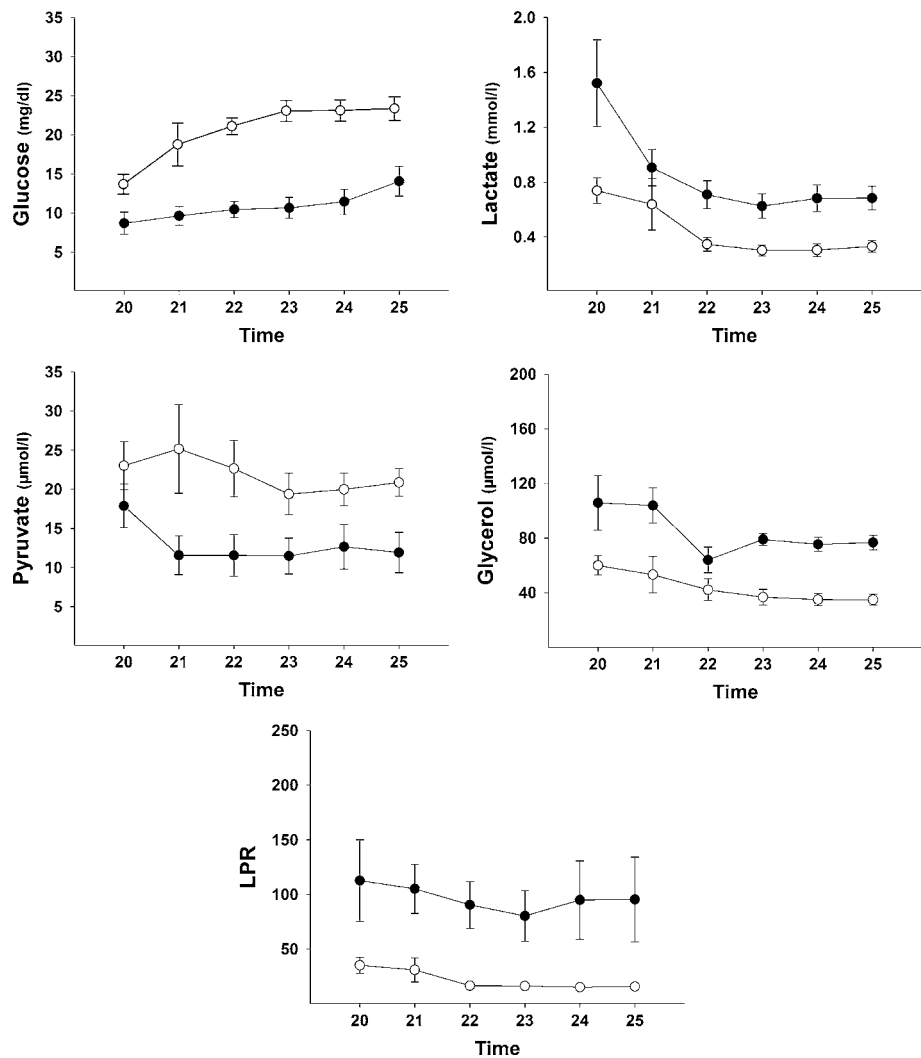 Glucose (mg/dl)
35
30
25
20
15
10
5
20 21 22 23 24 25
Time
Lactate (mmol/l)
2.0
1.6
1.2
0.8
0.4
20 21 22 23 24 25
Time
Pyruvate (µmol/l)
35
30
25
20
15
10
5
20 21 22 23 24 25
Time
Glycerol (µmol/l)
200
160
120
80
40
20 21 22 23 24 25
Time
LPR
250
200
150
100
50
20 21 22 23 24 25
Time